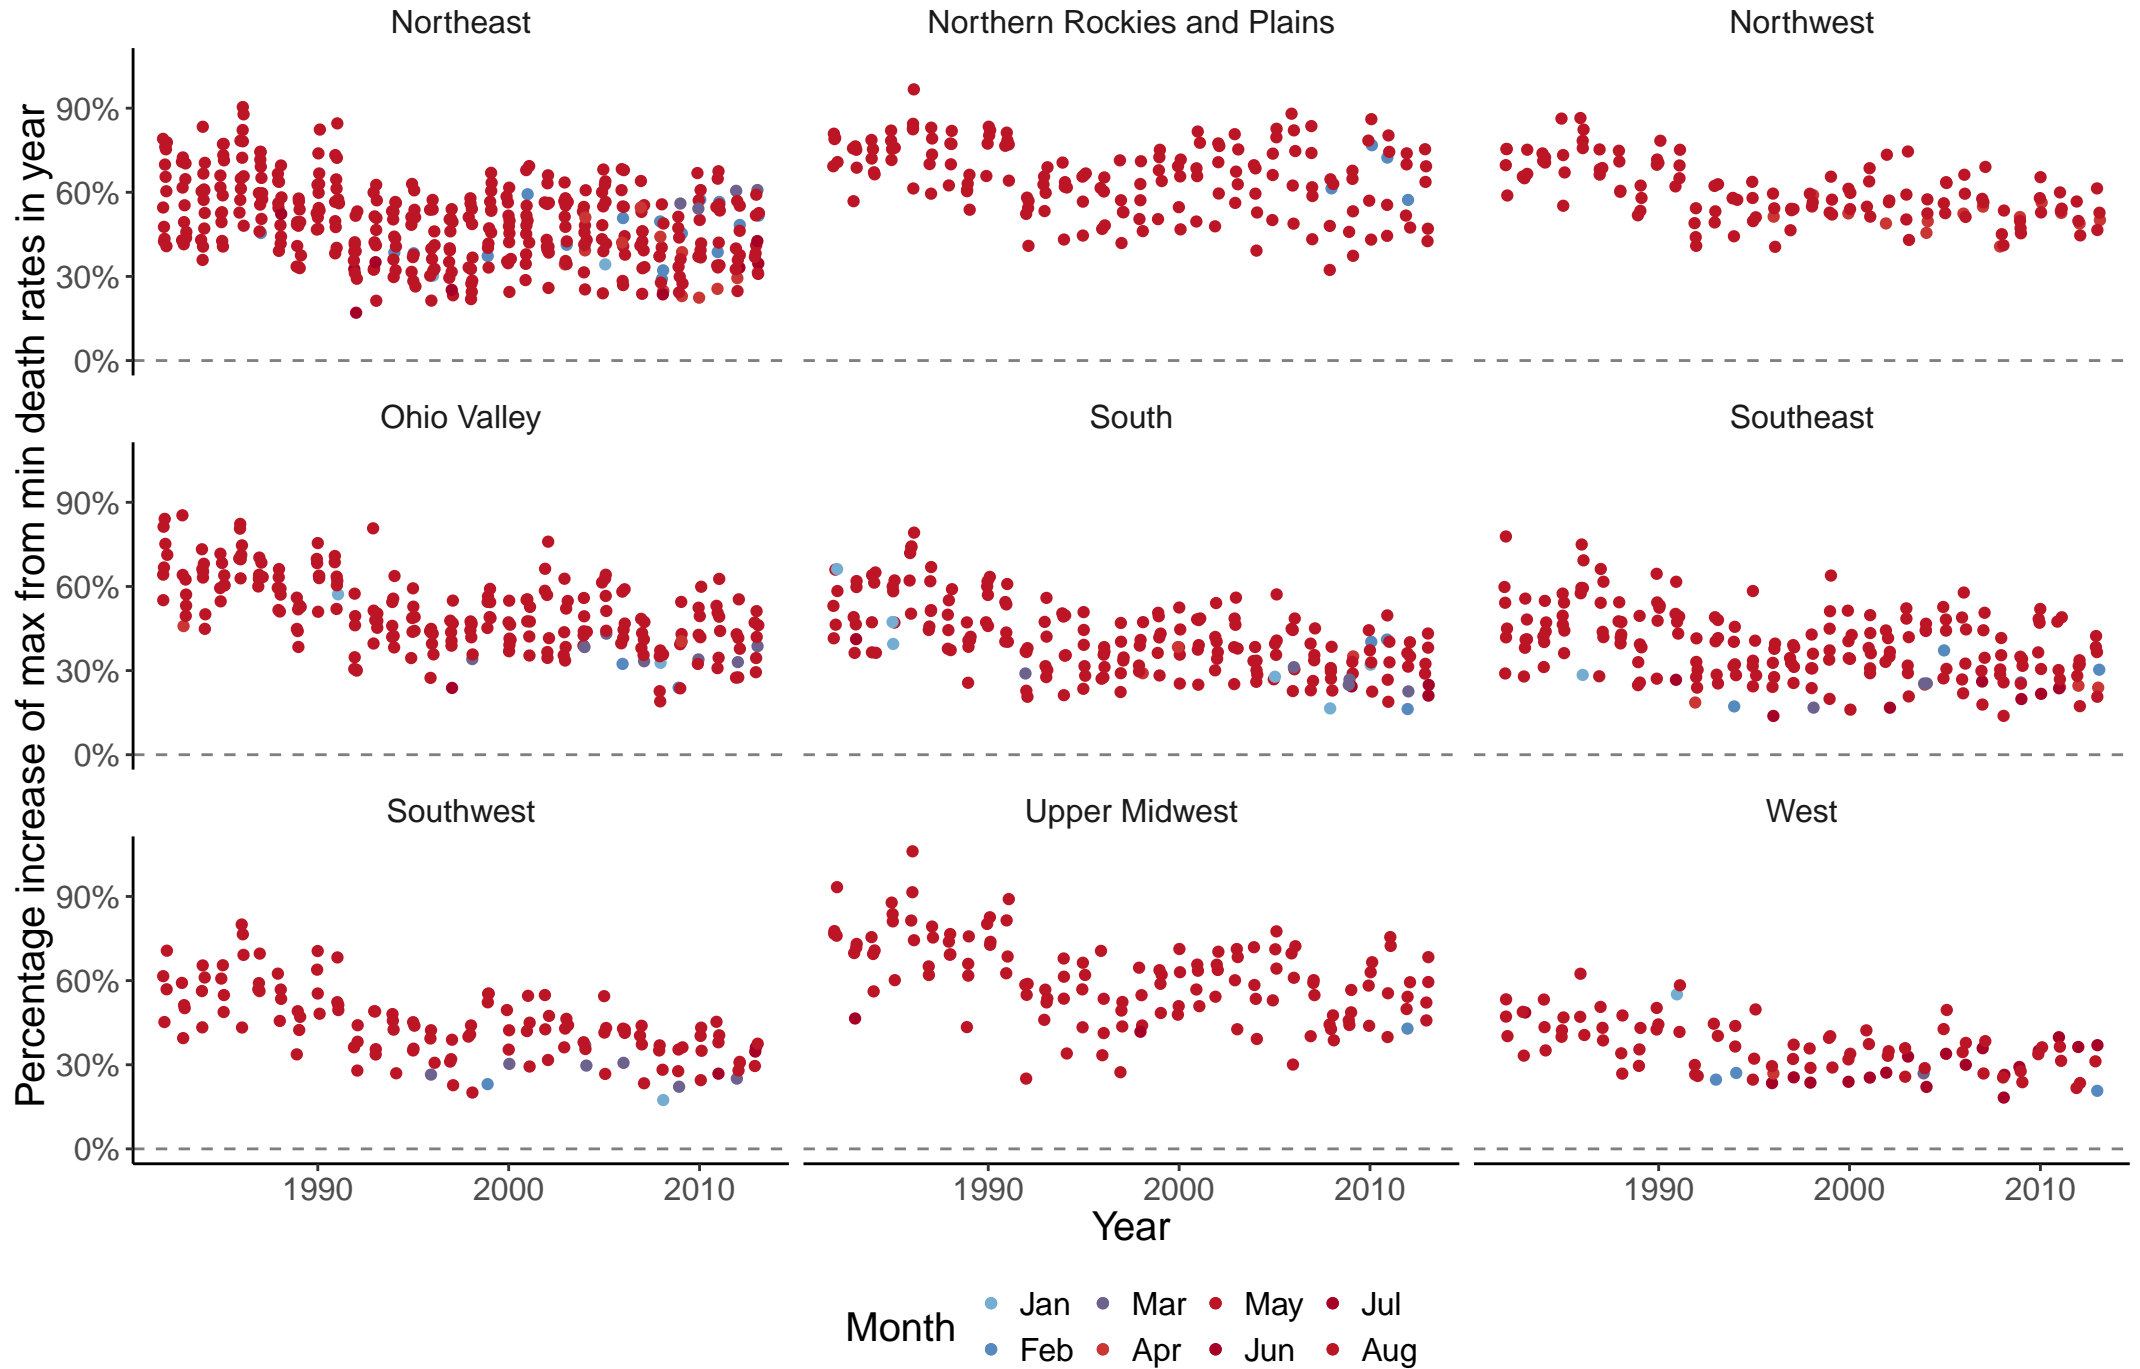 Northeast
Northern Rockies and Plains
Northwest
90%
60%
30%
0%
Ohio Valley
South
Southeast
90%
60%
30%
0%
Southwest
Upper Midwest
West
90%
60%
30%
0%
1990 2000 2010
1990 2000 2010
1990 2000 2010
Percentage increase of max from min death rates in year
Year
Month
Jan Mar May Jul
Feb Apr Jun Aug